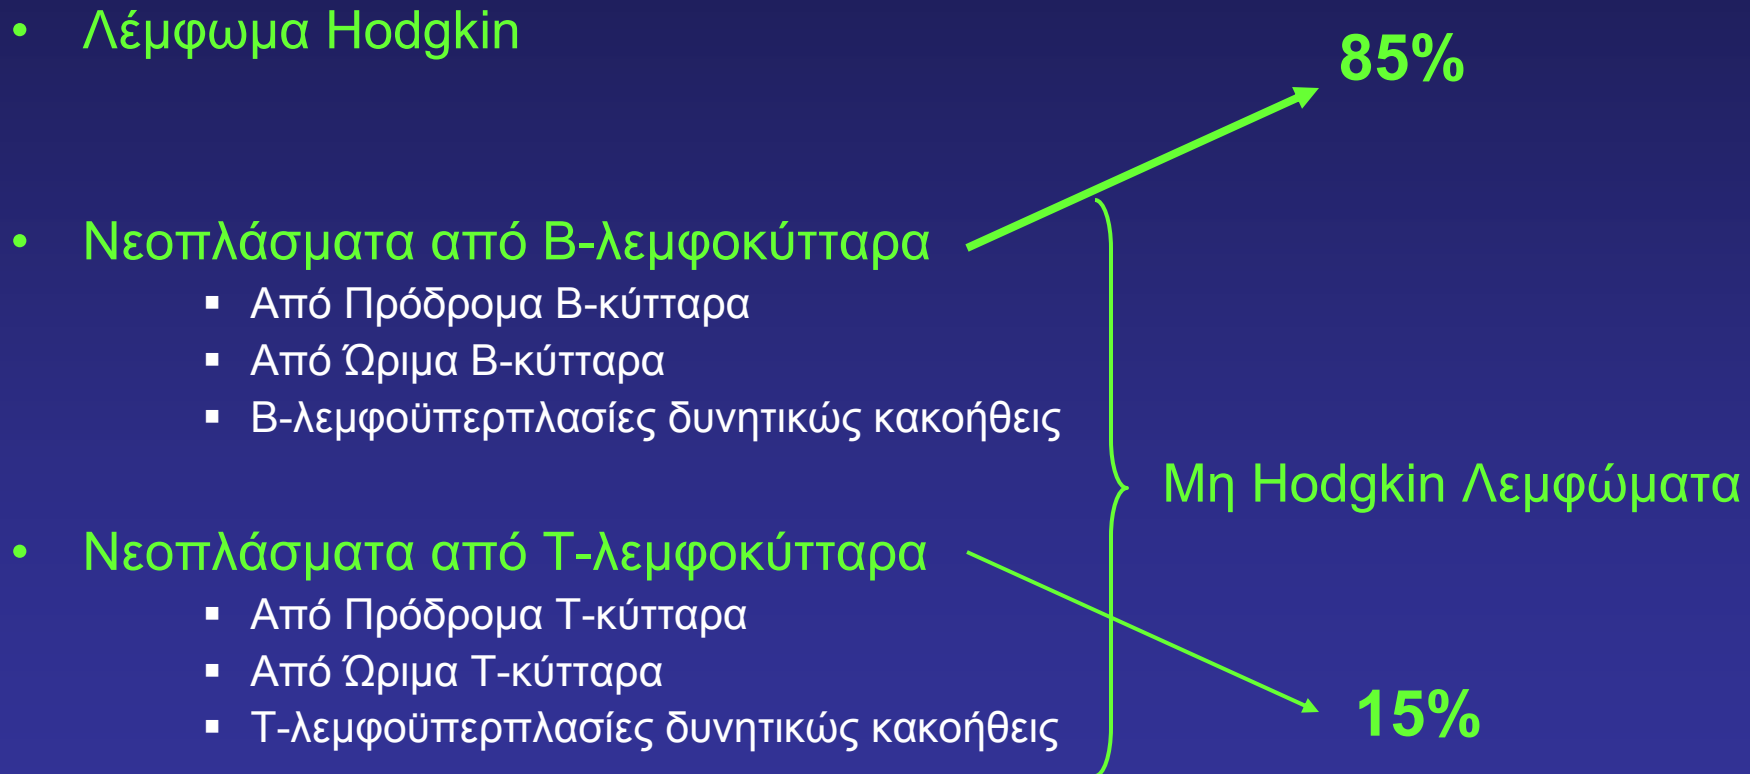 • Λέμφωμα Hodgkin
85%
• Νεοπλάσματα από Β-λεμφοκύτταρα
▪ Από Πρόδρομα Β-κύτταρα
▪ Από Ώριμα Β-κύτταρα
▪ Β-λεμφοϋπερπλασίες δυνητικώς κακοήθεις
Μη Hodgkin Λεμφώματα
• Νεοπλάσματα από Τ-λεμφοκύτταρα
▪ Από Πρόδρομα Τ-κύτταρα
▪ Από Ώριμα Τ-κύτταρα
▪ Τ-λεμφοϋπερπλασίες δυνητικώς κακοήθεις
15%